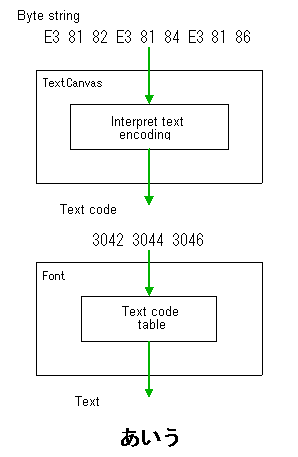 Byte string
E3 81 82 E3 81 84 E3 81 86
TextCanvas
Interpret text
encoding
Text code
3042 3044 3046
Font
Text code
table
Text
あいう